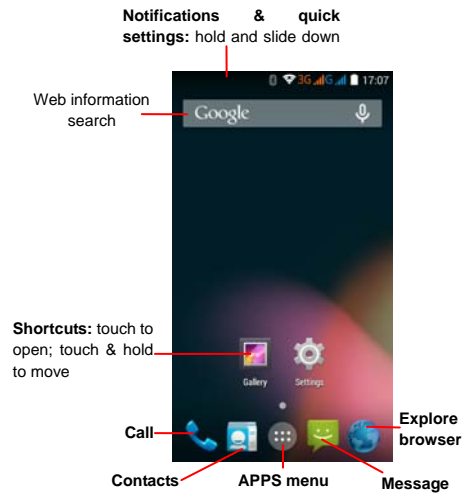 Notifications & quick
settings: hold and slide down
3G G 17:07
Web information
search
Google
Shortcuts: touch to
open; touch & hold
to move
Gallery Settings
Call
Explore
browser
Contacts APPS menu Message